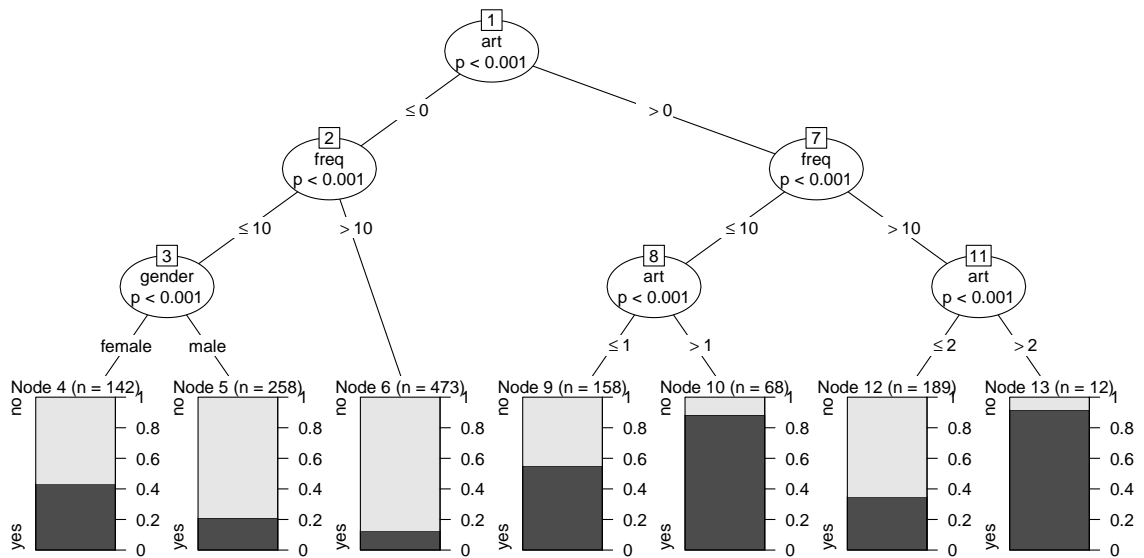 1
art
p < 0.001
≤ 0
> 0
2
freq
p < 0.001
7
freq
p < 0.001
≤ 10
> 10
≤ 10
> 10
3
gender
p < 0.001
8
art
p < 0.001
11
art
p < 0.001
female
male
≤ 1
> 1
≤ 2
> 2
Node 4 (n = 142)
no
yes
1
0.8
0.6
0.4
0.2
0
Node 5 (n = 258)
no
yes
1
0.8
0.6
0.4
0.2
0
Node 6 (n = 473)
no
yes
1
0.8
0.6
0.4
0.2
0
Node 9 (n = 158)
no
yes
1
0.8
0.6
0.4
0.2
0
Node 10 (n = 68)
no
yes
1
0.8
0.6
0.4
0.2
0
Node 12 (n = 189)
no
yes
1
0.8
0.6
0.4
0.2
0
Node 13 (n = 12)
no
yes
1
0.8
0.6
0.4
0.2
0